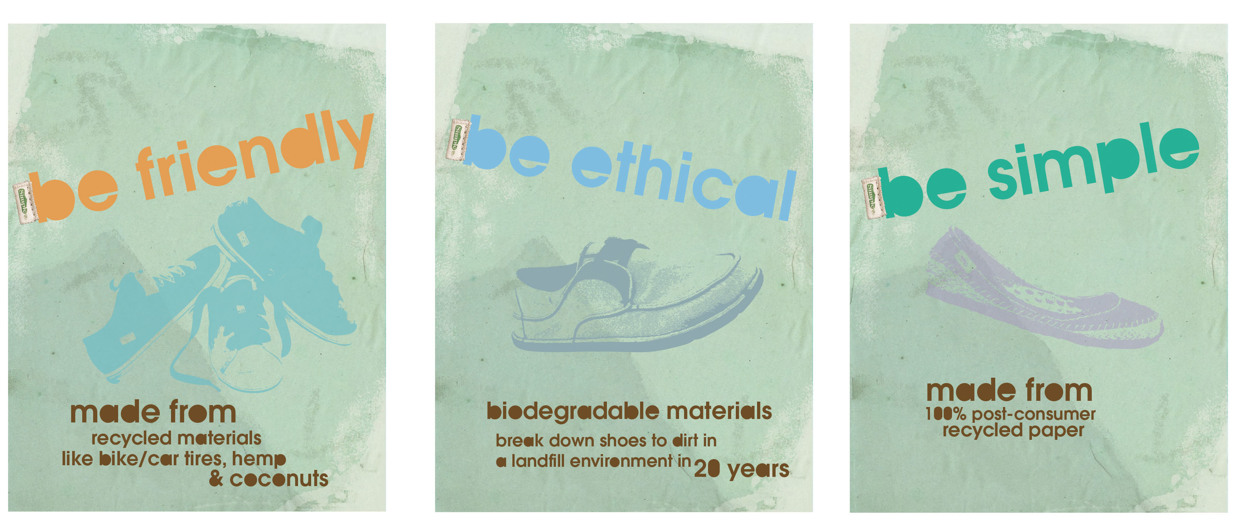 be friendly
made from
recycled materials
like bike/car tires, hemp
& coconuts
be ethical
biodegradable materials
break down shoes to dirt in
a landfill environment in 20 years
be simple
made from
100% post-consumer
recycled paper